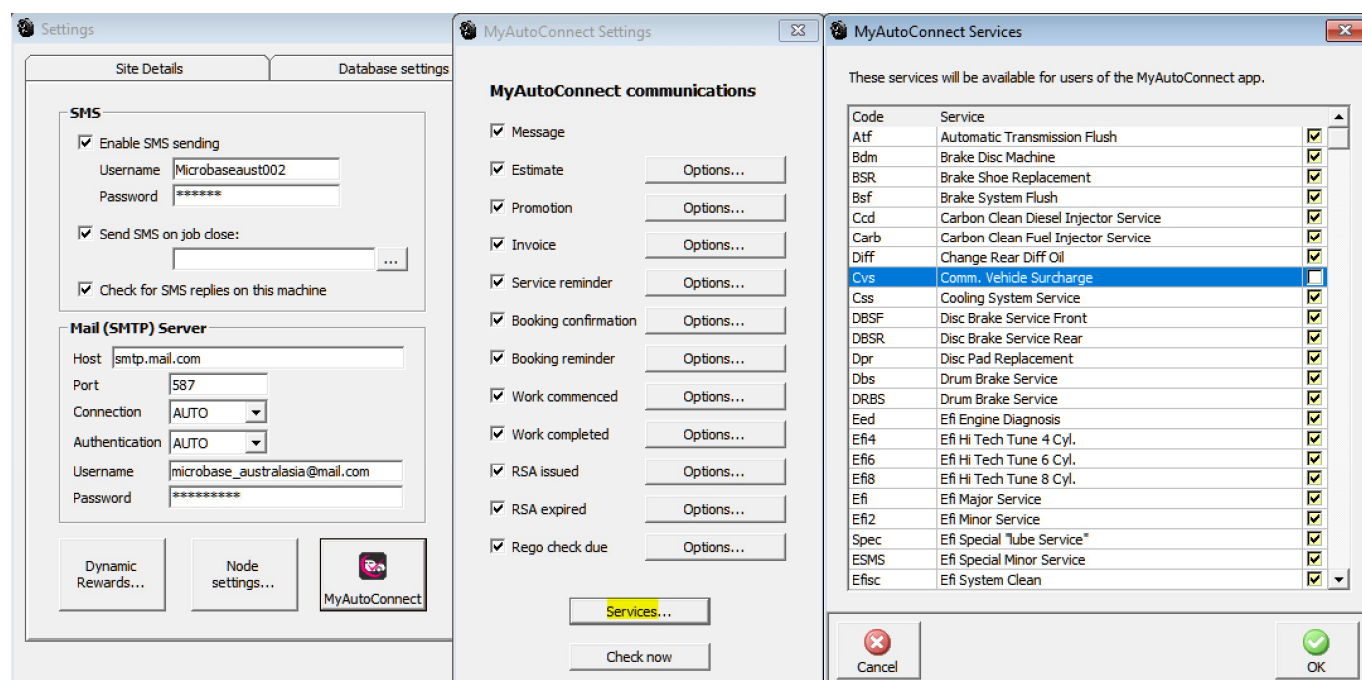 Settings
Site Details
Database settings
SMS
Enable SMS sending
Username Microbaseaust002
Password ******
Send SMS on job close:
...
Check for SMS replies on this machine
Mail (SMTP) Server
Host smtp.mail.com
Port 587
Connection AUTO
Authentication AUTO
Username microbase_australasia@mail.com
Password *********
Dynamic
Rewards...
Node
settings...
MyAutoConnect
MyAutoConnect Settings
MyAutoConnect communications
Message
Estimate Options...
Promotion Options...
Invoice Options...
Service reminder Options...
Booking confirmation Options...
Booking reminder Options...
Work commenced Options...
Work completed Options...
RSA issued Options...
RSA expired Options...
Rego check due Options...
Services...
Check now
MyAutoConnect Services
These services will be available for users of the MyAutoConnect app.
Code Service
Atf Automatic Transmission Flush
Bdm Brake Disc Machine
BSR Brake Shoe Replacement
Bsf Brake System Flush
Ccd Carbon Clean Diesel Injector Service
Carb Carbon Clean Fuel Injector Service
Diff Change Rear Diff Oil
Cvs Comm. Vehicle Surcharge
Css Cooling System Service
DBSF Disc Brake Service Front
DBSR Disc Brake Service Rear
Dpr Disc Pad Replacement
Dbs Drum Brake Service
DRBS Drum Brake Service
Eed Efi Engine Diagnosis
Efi4 Efi Hi Tech Tune 4 Cyl.
Efi6 Efi Hi Tech Tune 6 Cyl.
Efi8 Efi Hi Tech Tune 8 Cyl.
Efi Efi Major Service
Efi2 Efi Minor Service
Spec Efi Special "lube Service"
ESMS Efi Special Minor Service
Efisc Efi System Clean
Cancel
OK